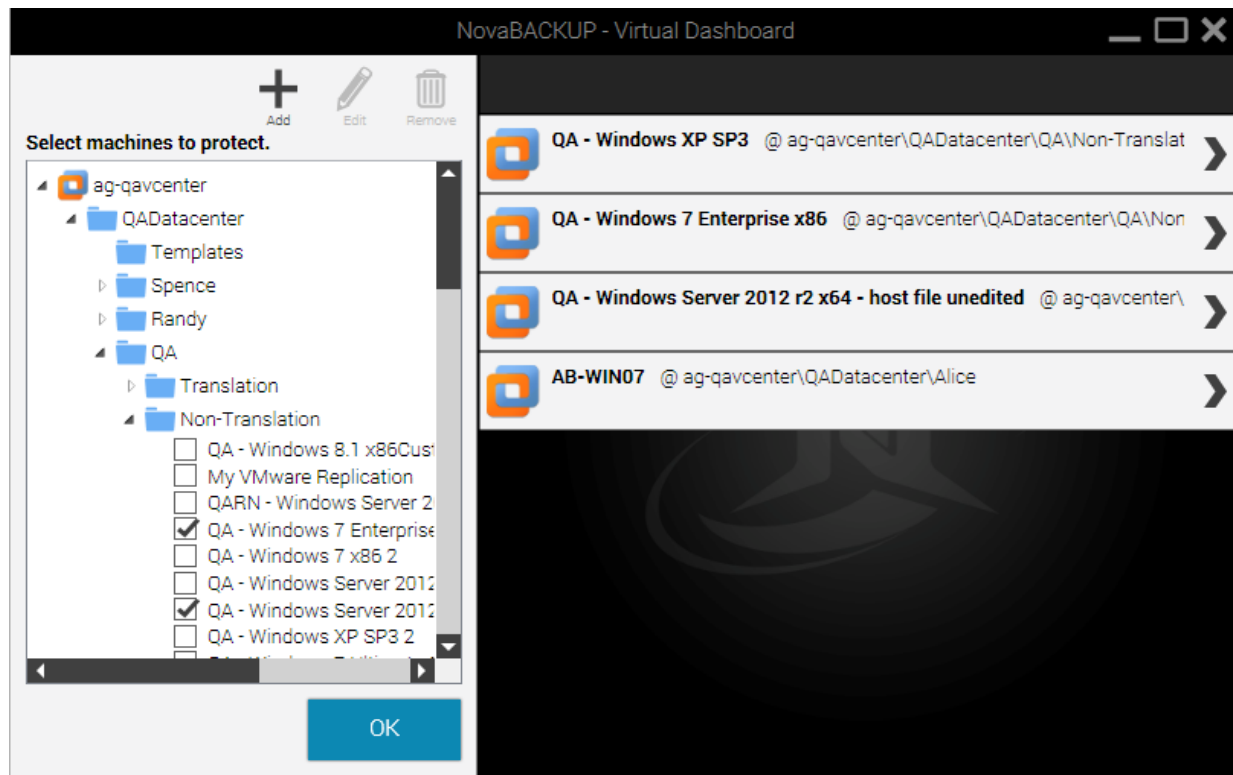 NovaBACKUP - Virtual Dashboard
Add Edit Remove
Select machines to protect.
ag-qavcenter
QADatacenter
Templates
Spence
Randy
QA
Translation
Non-Translation
QA - Windows 8.1 x86Cust
My VMware Replication
QARN - Windows Server 2
QA - Windows 7 Enterprise
QA - Windows 7 x86 2
QA - Windows Server 2012
QA - Windows Server 2012
QA - Windows XP SP3 2
OK
QA - Windows XP SP3 @ ag-qavcenter\QADatacenter\QA\Non-Translat
QA - Windows 7 Enterprise x86 @ ag-qavcenter\QADatacenter\QA\Non
QA - Windows Server 2012 r2 x64 - host file unedited @ ag-qavcenter\
AB-WIN07 @ ag-qavcenter\QADatacenter\Alice